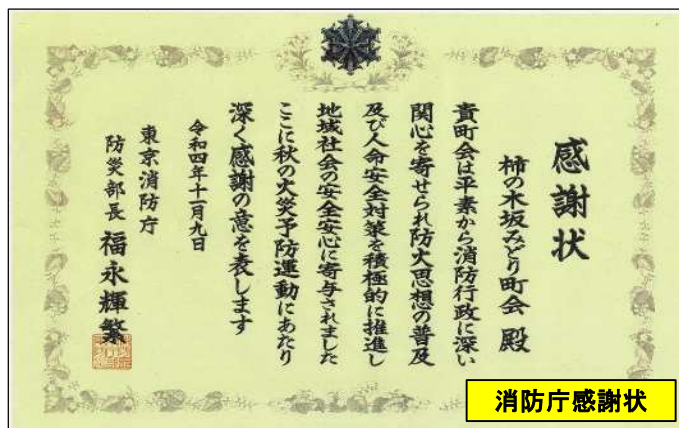 感謝状
柿の木坂みどり町会 殿
貴町会は平素から消防行政に深い
関心を寄せられ防火思想の普及
及び人命安全対策を積極的に推進し
地域社会の安全安心に寄与されました
ここに秋の火災予防運動にあたり
深く感謝の意を表します
令和四年十一月九日
東京消防庁
防災部長 福永輝繁
消防庁感謝状